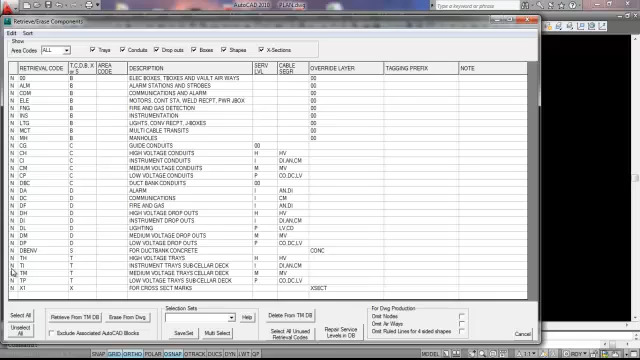 AutoCAD 2010 PLAN.dwg
Retrieve/Erase Components
Edit Sort
Show
Area Codes: ALL Trays Conduits Drop outs Boxes Shapes X-Sections
RETRIEVAL CODE T,C,D,B, X or S AREA CODE DESCRIPTION SERV LVL CABLE SEGR OVERRIDE LAYER TAGGING PREFIX NOTE
N 00 B ELEC BOXES, TBOXES AND VAULT AIR WAYS 00
N ALM B ALARM STATIONS AND STROBES 00
N COM B COMMUNICATIONS AND ALARM 00
N ELE B MOTORS, CONT STA, WELD RECPT, PWR JBOX 00
N FNG B FIRE AND GAS DETECTION 00
N INS B INSTRUMENTATION 00
N LTG B LIGHTS, CONV RECPT, J-BOXES 00
N MCT B MULTI CABLE TRANSITS 00
N MH B MANHOLES 00
N CG C GUIDE CONDUITS 00
N CH C HIGH VOLTAGE CONDUITS H HV
N CI C INSTRUMENT CONDUITS I DI,AN,CM
N CM C MEDIUM VOLTAGE CONDUITS M MV
N CP C LOW VOLTAGE CONDUITS P CO,DC,LV
N DBC C DUCT BANK CONDUITS 00
N DA D ALARM I AN,DI
N DC D COMMUNICATIONS I CM
N DF D FIRE AND GAS I AN,DI
N DH D HIGH VOLTAGE DROP OUTS H HV
N DI D INSTRUMENT DROP OUTS I DI,AN,CM
N DL D LIGHTING P LV,DC
N DM D MEDIUM VOLTAGE DROP OUTS M MV
N DP D LOW VOLTAGE DROP OUTS P CO,DC,LV
N DBENV S FOR DUCTBANK CONCRETE CONC
N TH T HIGH VOLTAGE TRAYS H HV
N TI T INSTRUMENT TRAYS SUB-CELLAR DECK I DI,AN,CM
N TM T MEDIUM VOLTAGE TRAYS CELLAR DECK M MV
N TP T LOW VOLTAGE TRAYS SUB-CELLAR DECK P CO,DC,LV
N X1 X FOR CROSS SECT MARKS XSECT
Select All
Unselect All
Retrieve From TM DB Erase From Dwg
Exclude Associated AutoCAD Blocks
Selection Sets
Help
SaveSet Multi Select
Delete From TM DB
Select All Unused Retrieval Codes
Repair Service Levels in DB
For Dwg Production
Omit Nodes
Omit Air Ways
Omit Ruled Lines for 4 sided shapes
Cancel
SNAP GRID ORTHO POLAR OSNAP OTRACK DUCS DYN LWT QP